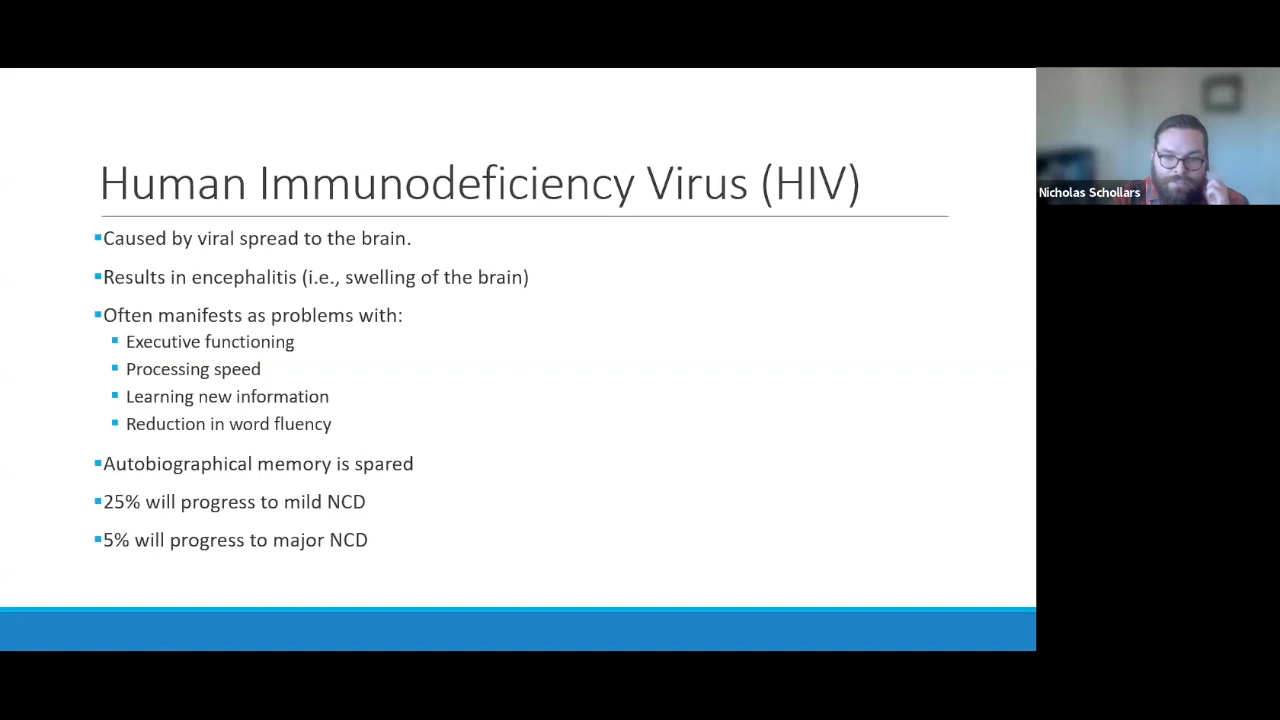 Human Immunodeficiency Virus (HIV)
Caused by viral spread to the brain.
Results in encephalitis (i.e., swelling of the brain)
Often manifests as problems with:
Executive functioning
Processing speed
Learning new information
Reduction in word fluency
Autobiographical memory is spared
25% will progress to mild NCD
5% will progress to major NCD
Nicholas Schollars